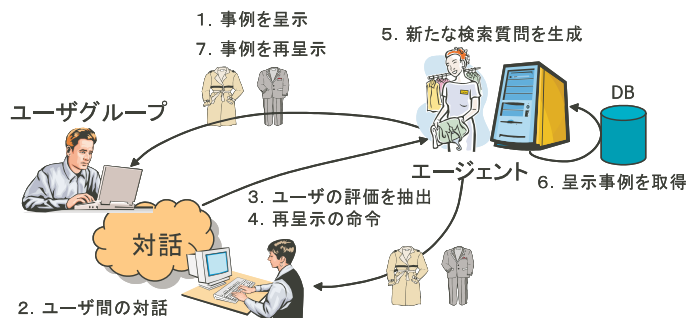 1. 事例を呈示
7. 事例を再呈示
5. 新たな検索質問を生成
DB
ユーザグループ
エージェント
6. 呈示事例を取得
3. ユーザの評価を抽出
4. 再呈示の命令
対話
2. ユーザ間の対話